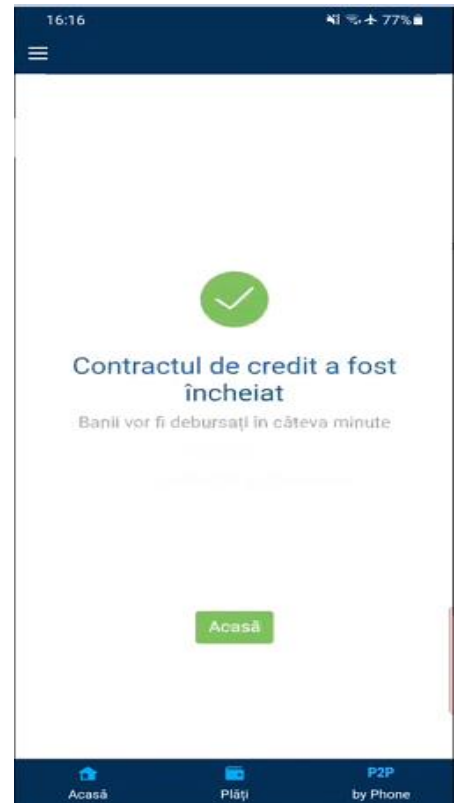 16:16
77%
Contractul de credit a fost
încheiat
Banii vor fi debursați în câteva minute
Acasă
P2P
Acasă
Plăți
by Phone